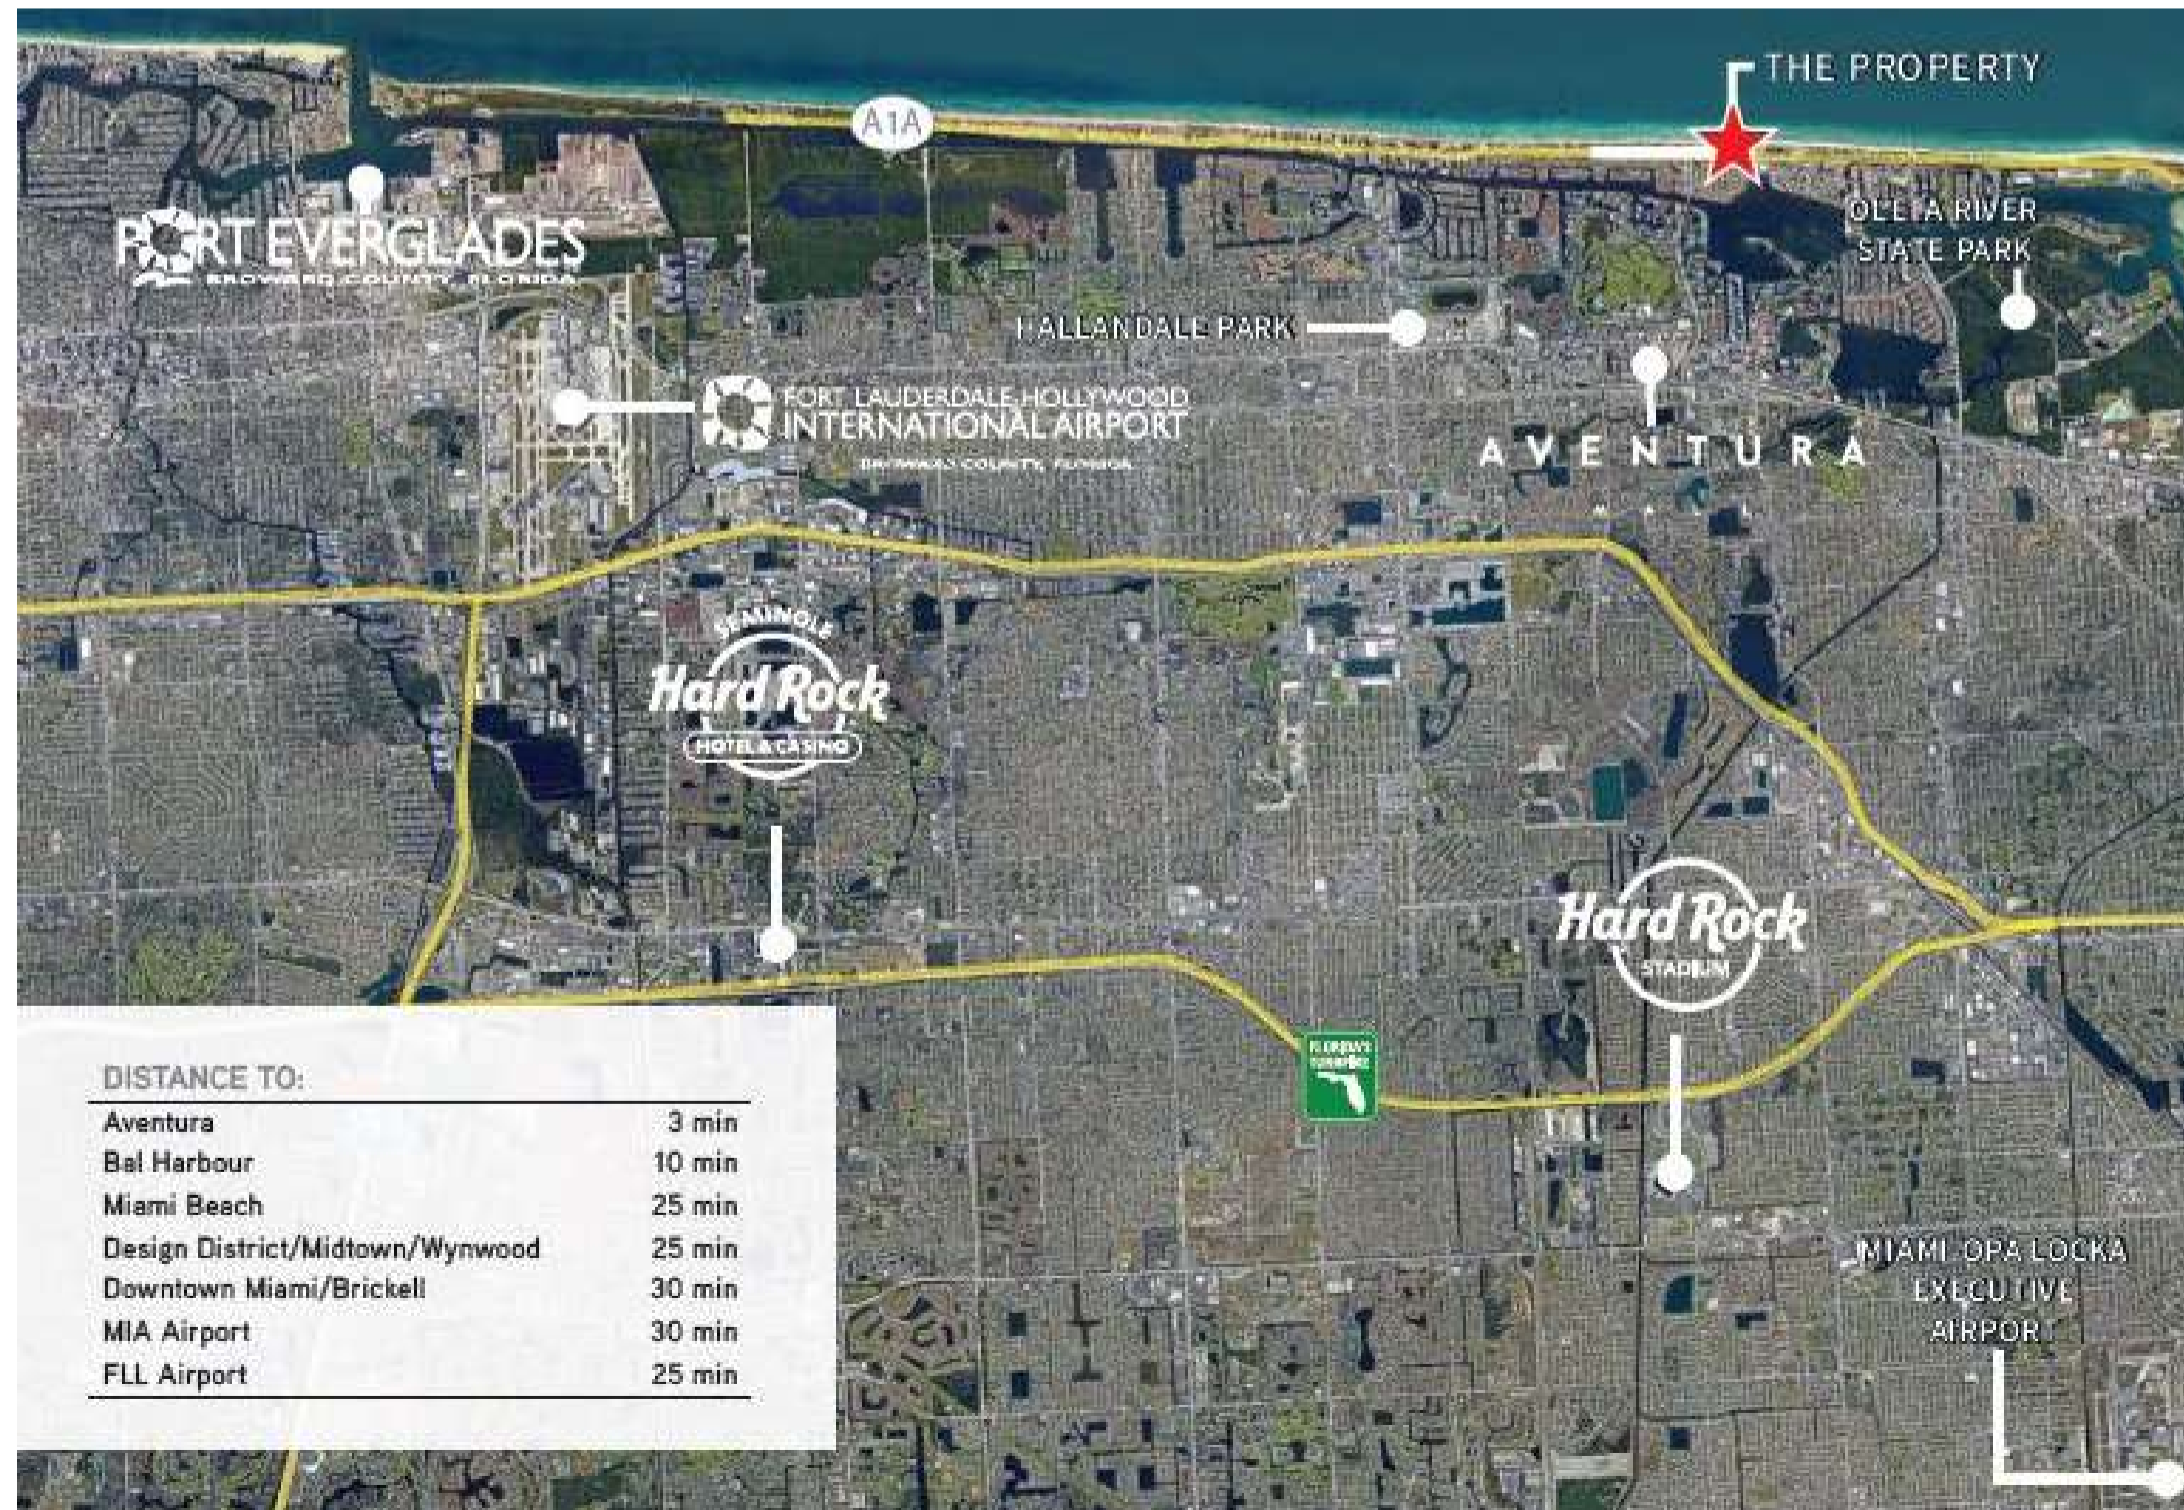 THE PROPERTY
A1A
OLETA RIVER
STATE PARK
PORT EVERGLADES
BROWARD COUNTY, FLORIDA
HALLANDALE PARK
FORT LAUDERDALE-HOLLYWOOD
INTERNATIONAL AIRPORT
BROWARD COUNTY, FLORIDA
AVENTURA
SEMINOLE
Hard Rock
HOTEL & CASINO
Hard Rock
STADIUM
FLORIDA'S
TURNPIKE
DISTANCE TO:
Aventura 3 min
Bal Harbour 10 min
Miami Beach 25 min
Design District/Midtown/Wynwood 25 min
Downtown Miami/Brickell 30 min
MIA Airport 30 min
FLL Airport 25 min
MIAMI-OPA LOCKA
EXECUTIVE
AIRPORT